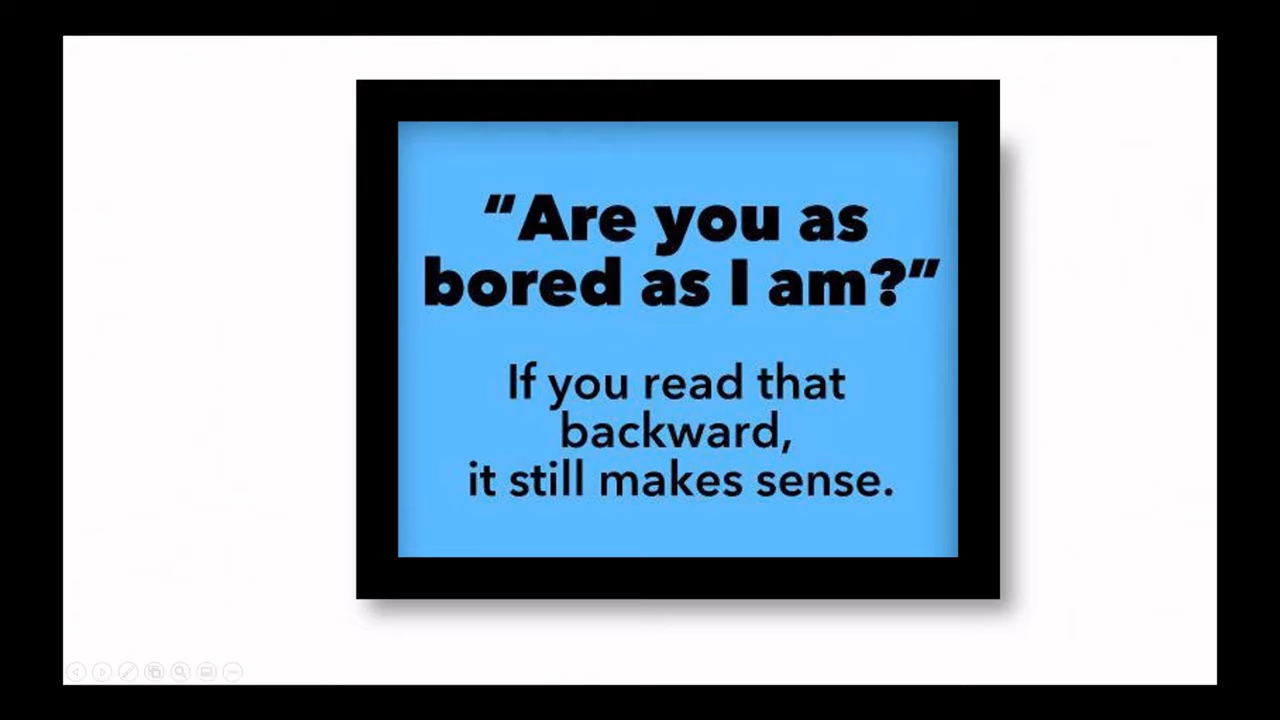 “Are you as
bored as I am?”
If you read that
backward,
it still makes sense.